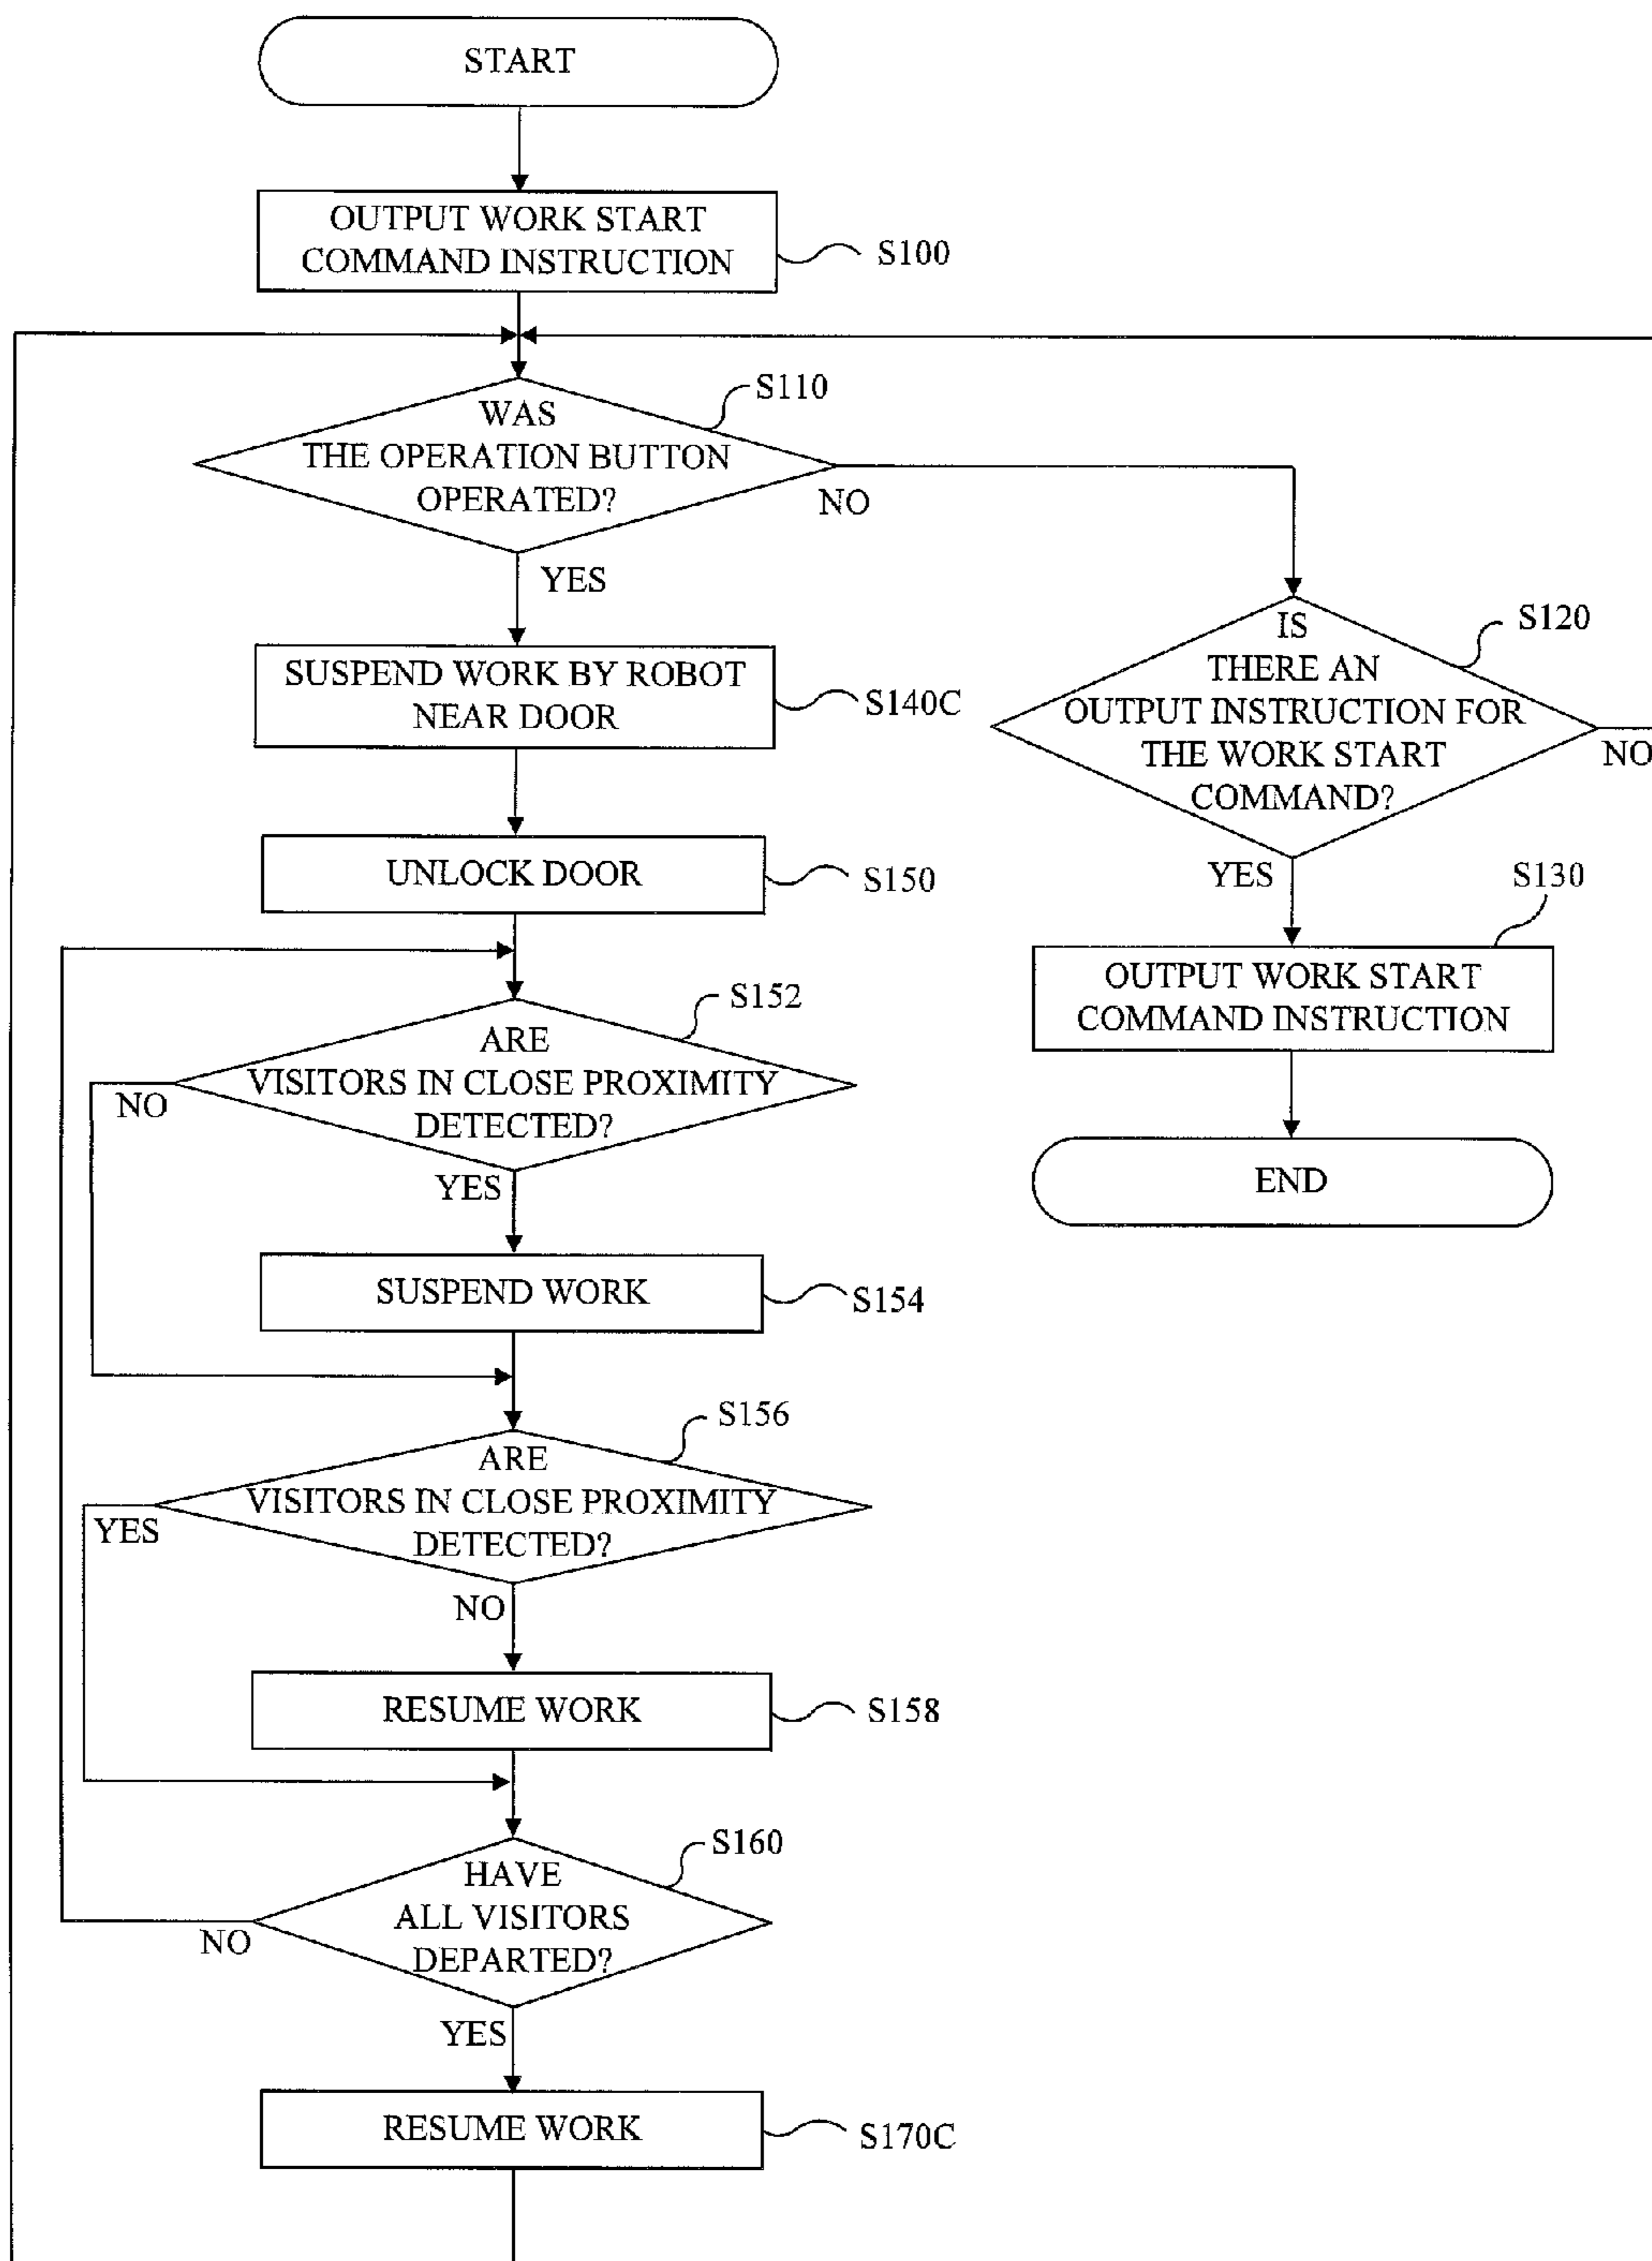 START
OUTPUT WORK START
COMMAND INSTRUCTION
S100
S110
WAS
THE OPERATION BUTTON
OPERATED?
NO
YES
SUSPEND WORK BY ROBOT
NEAR DOOR
S140C
S120
IS
THERE AN
OUTPUT INSTRUCTION FOR
THE WORK START
COMMAND?
NO
YES
UNLOCK DOOR
S150
S130
OUTPUT WORK START
COMMAND INSTRUCTION
END
S152
ARE
VISITORS IN CLOSE PROXIMITY
DETECTED?
NO
YES
SUSPEND WORK
S154
S156
ARE
VISITORS IN CLOSE PROXIMITY
DETECTED?
YES
NO
RESUME WORK
S158
S160
HAVE
ALL VISITORS
DEPARTED?
NO
YES
RESUME WORK
S170C